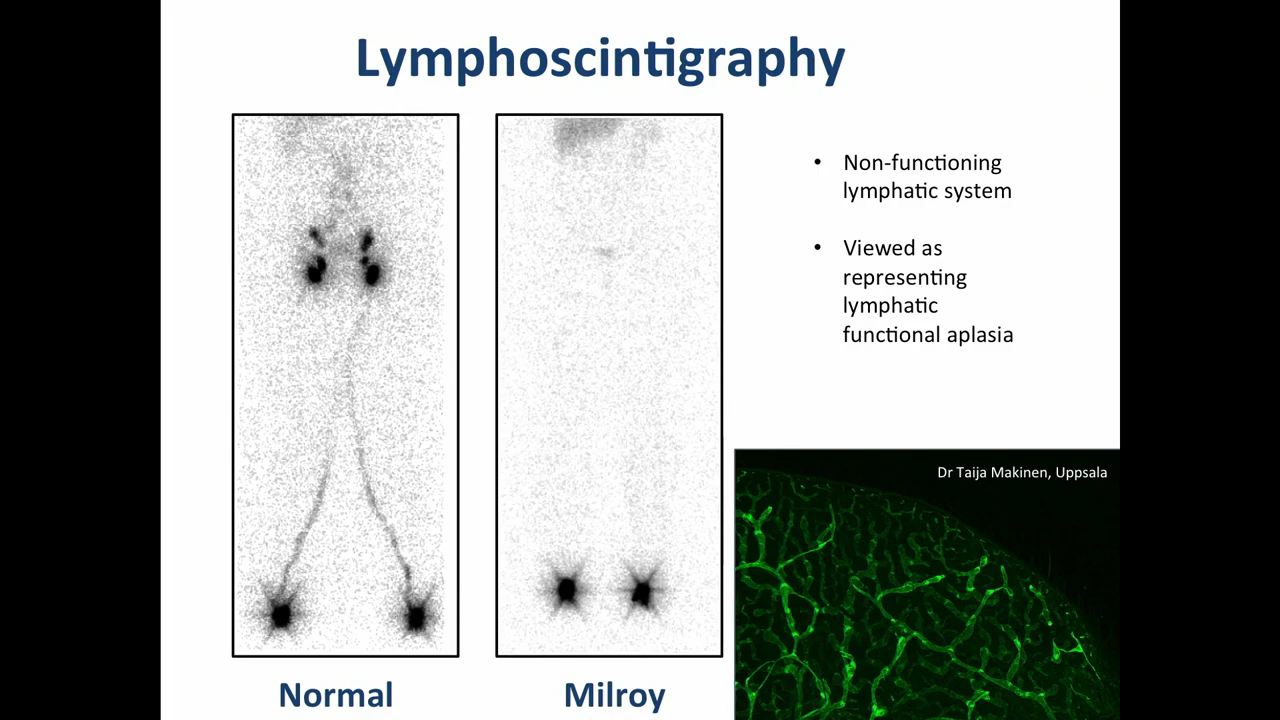 Lymphoscintigraphy
• Non-functioning
lymphatic system
• Viewed as
representing
lymphatic
functional aplasia
Dr Taija Makinen, Uppsala
Normal
Milroy